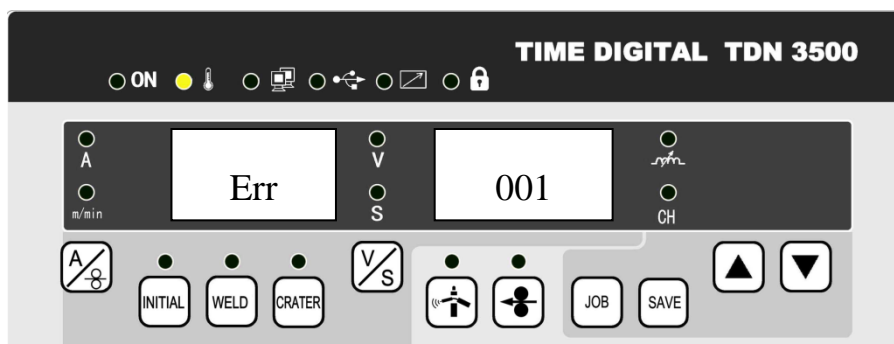 TIME DIGITAL TDN 3500
ON
A
V
Err
001
m/min
S
CH
A
V/S
INITIAL
WELD
CRATER
JOB
SAVE